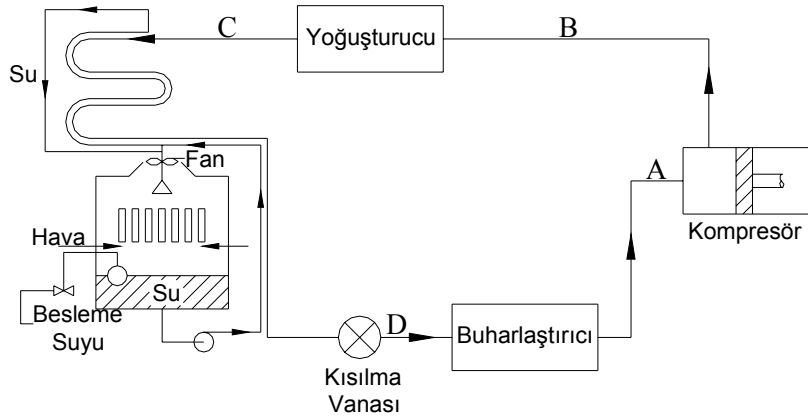 C
Yoğuşturucu
B
Su
Fan
A
Kompresör
Hava
Su
Besleme
Suyu
D
Buharlaştırıcı
Kısılma
Vanası